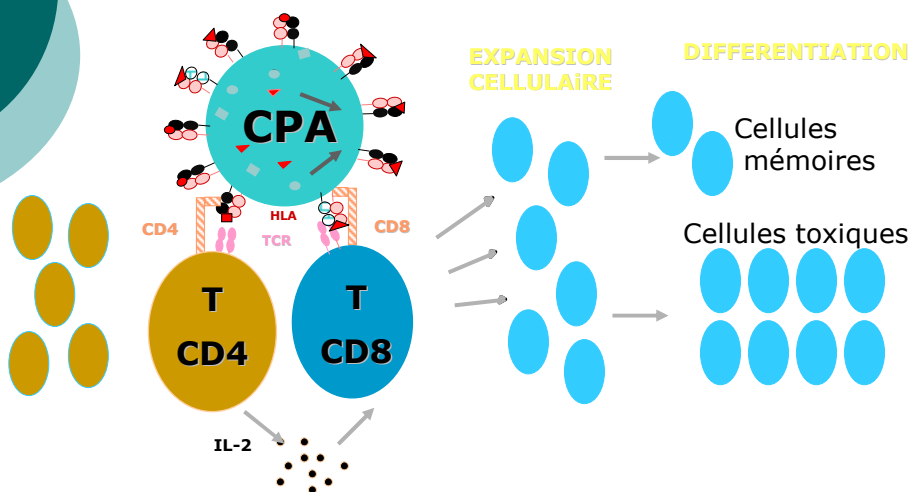 EXPANSION
CELLULAiRE
DIFFERENTIATION
CPA
Cellules
mémoires
HLA
CD4
CD8
TCR
Cellules toxiques
T
CD4
T
CD8
IL-2